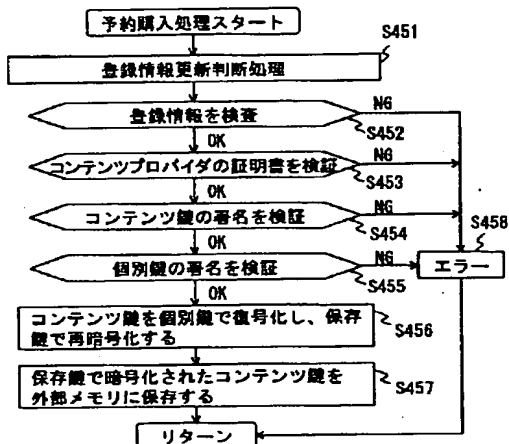 予約購入処理スタート
S451
登録情報更新判断処理
登録情報を検査
NG
S452
OK
コンテンツプロバイダの証明書を検証
NG
S453
OK
コンテンツ鍵の署名を検証
NG
S454
OK
S458
個別鍵の署名を検証
NG
エラー
S455
OK
コンテンツ鍵を個別鍵で復号化し、保存
鍵で再暗号化する
S456
保存鍵で暗号化されたコンテンツ鍵を
外部メモリに保存する
S457
リターン